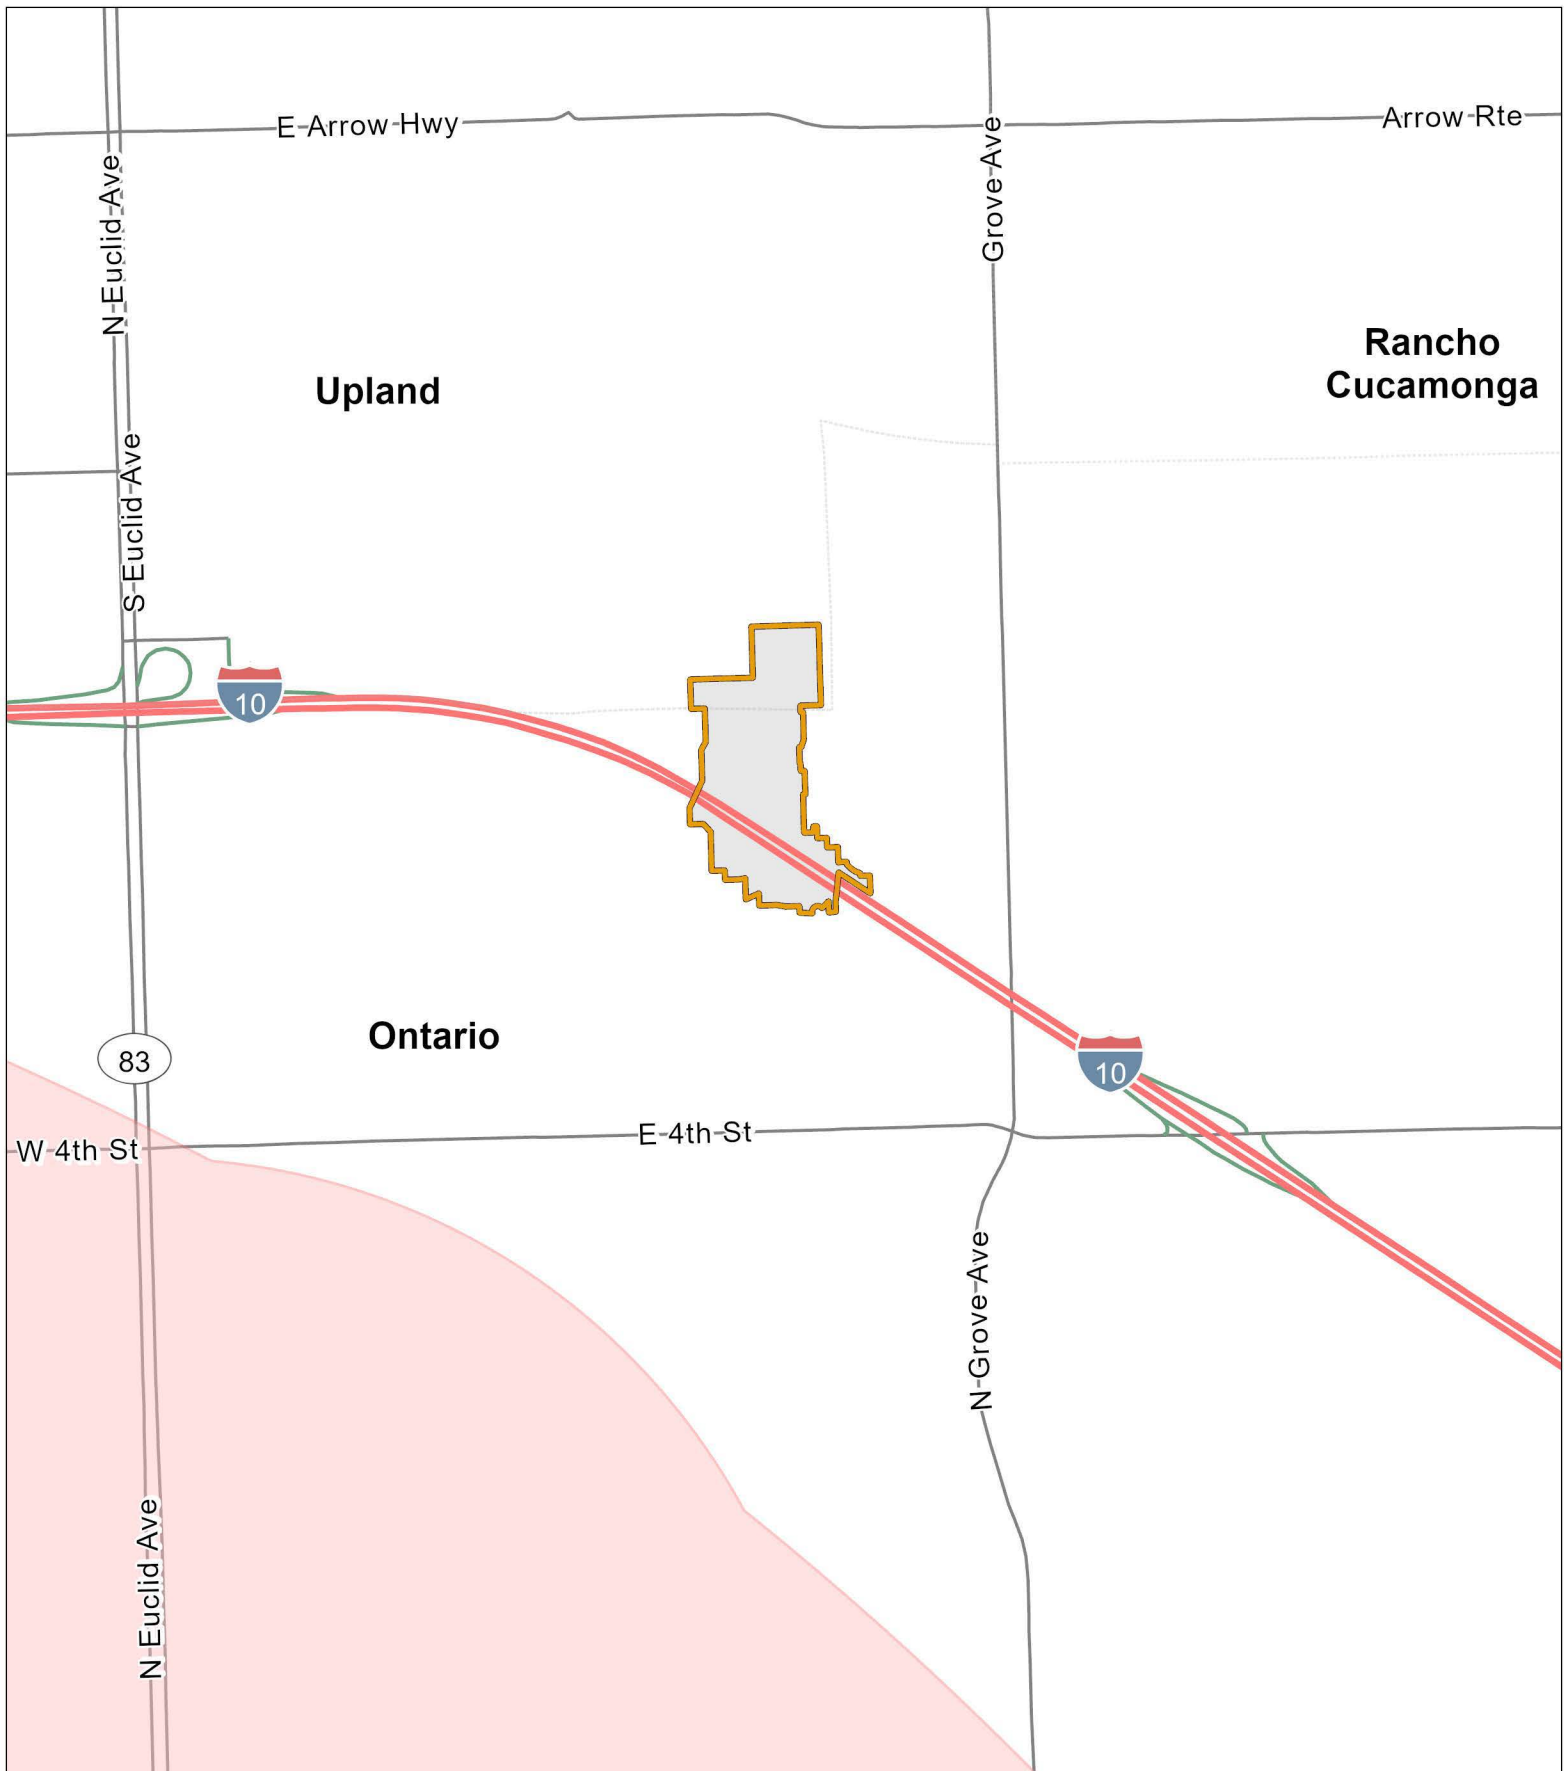 E Arrow Hwy
Arrow Rte
N Euclid Ave
Grove Ave
Rancho
Cucamonga
Upland
S Euclid Ave
10
Ontario
83
10
E 4th St
W 4th St
N Grove Ave
N Euclid Ave